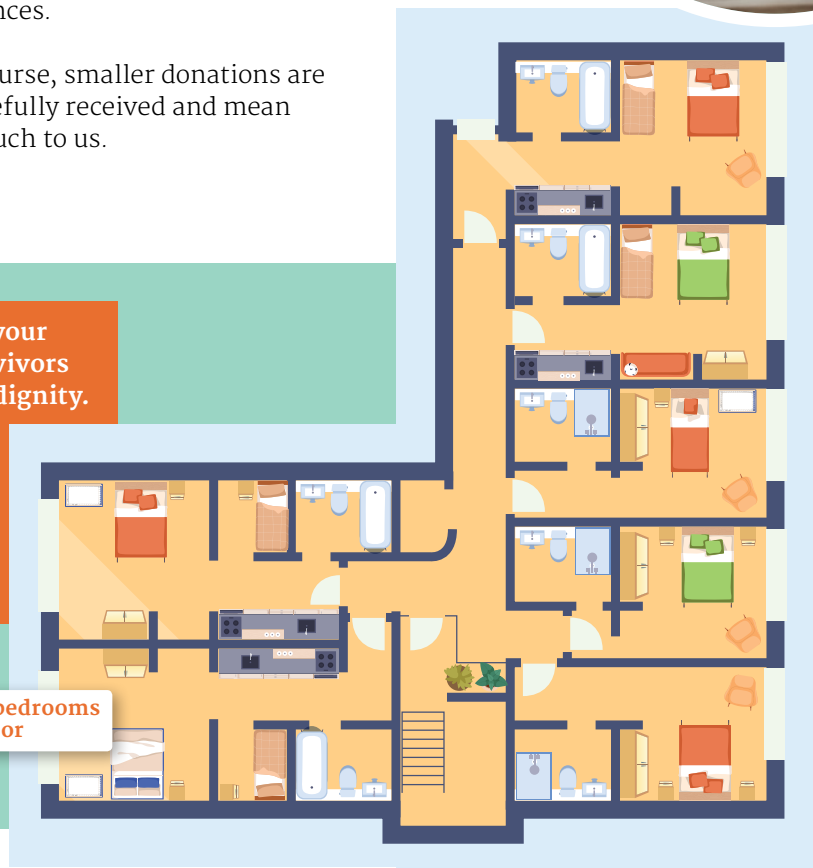 nces.
urse, smaller donations are
efully received and mean
uch to us.
your
vivors
dignity.
bedrooms
or